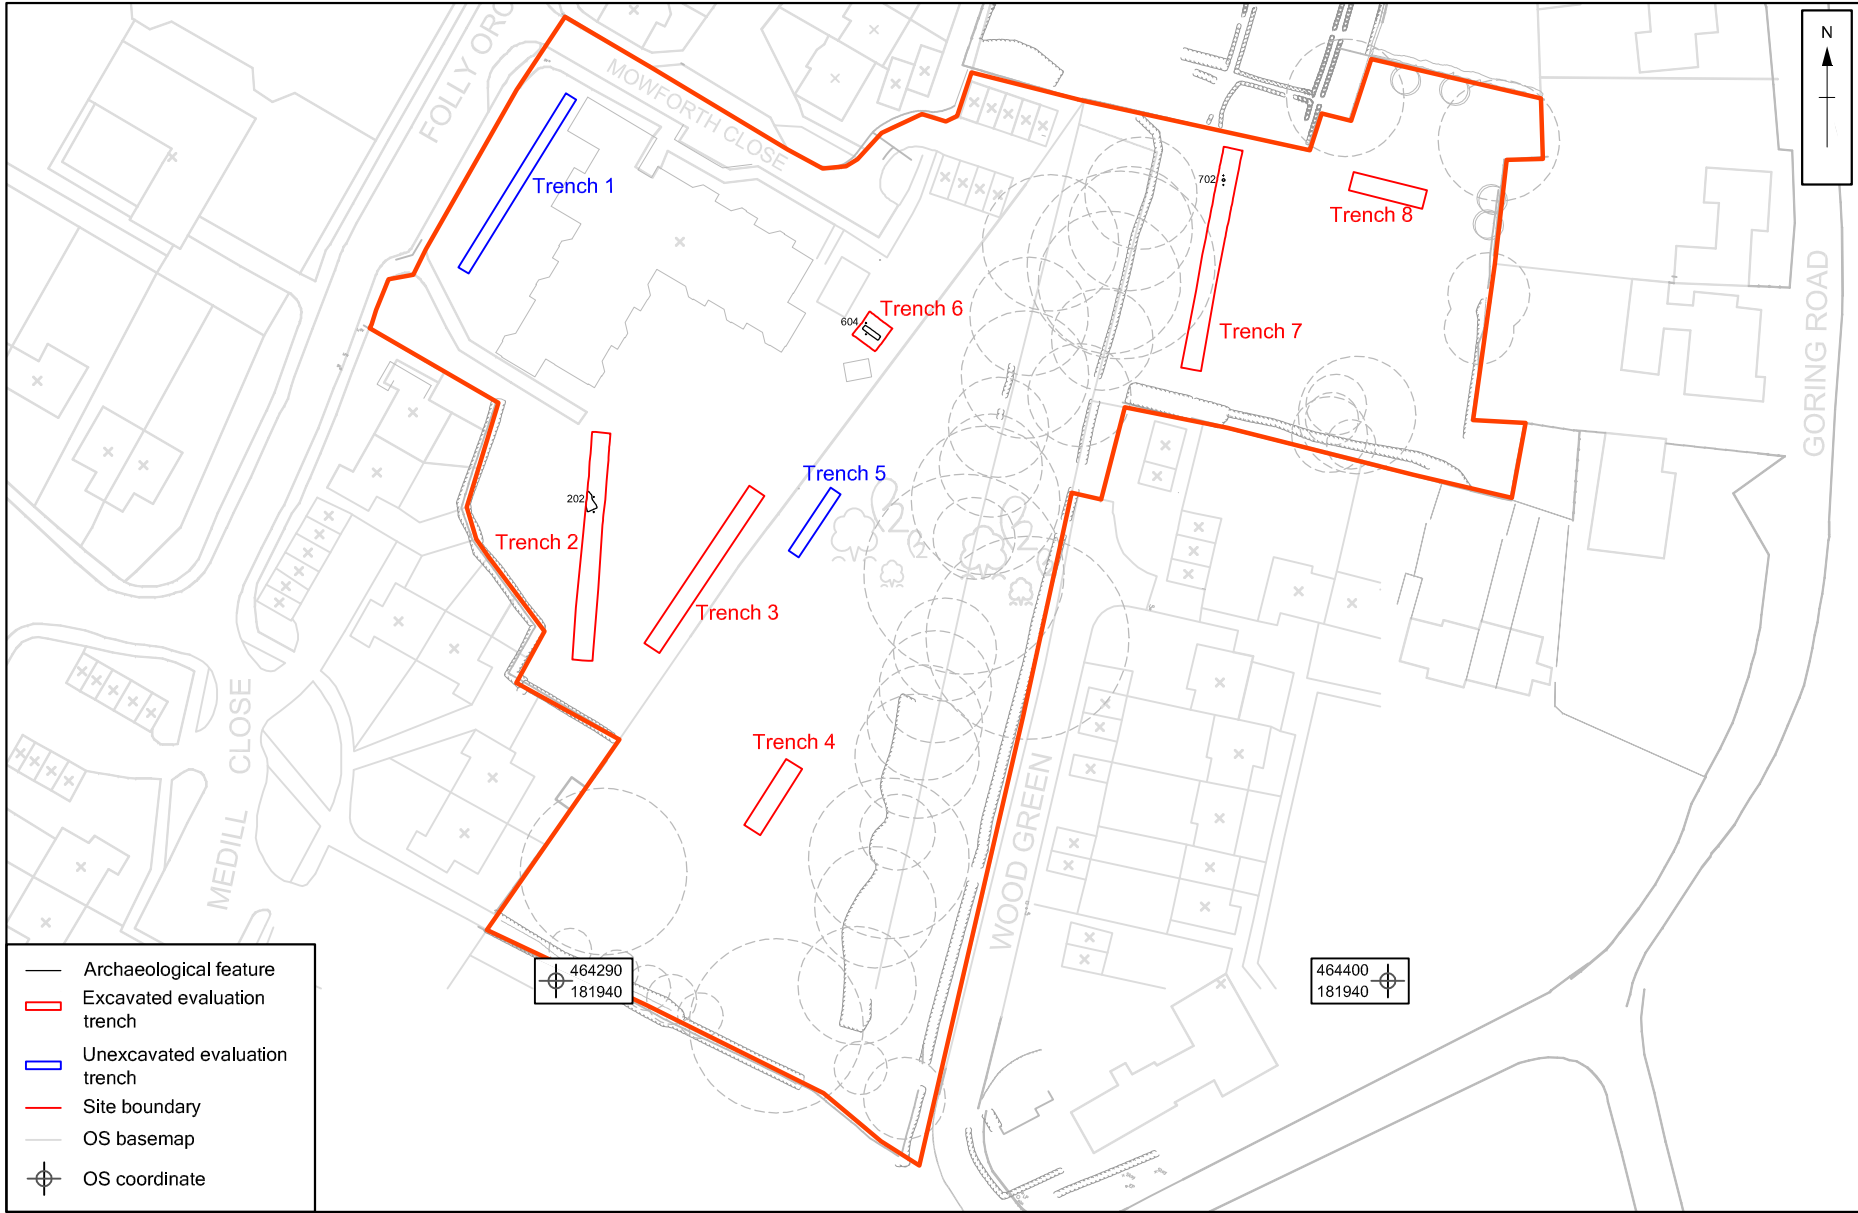 N
FOLLY ORC
MOWFORTH CLOSE
Trench 1
702
Trench 8
604
Trench 6
Trench 7
GORING ROAD
Trench 5
202
Trench 2
Trench 3
Trench 4
MEDILL CLOSE
WOOD GREEN
464290
181940
464400
181940
Archaeological feature
Excavated evaluation
trench
Unexcavated evaluation
trench
Site boundary
OS basemap
OS coordinate